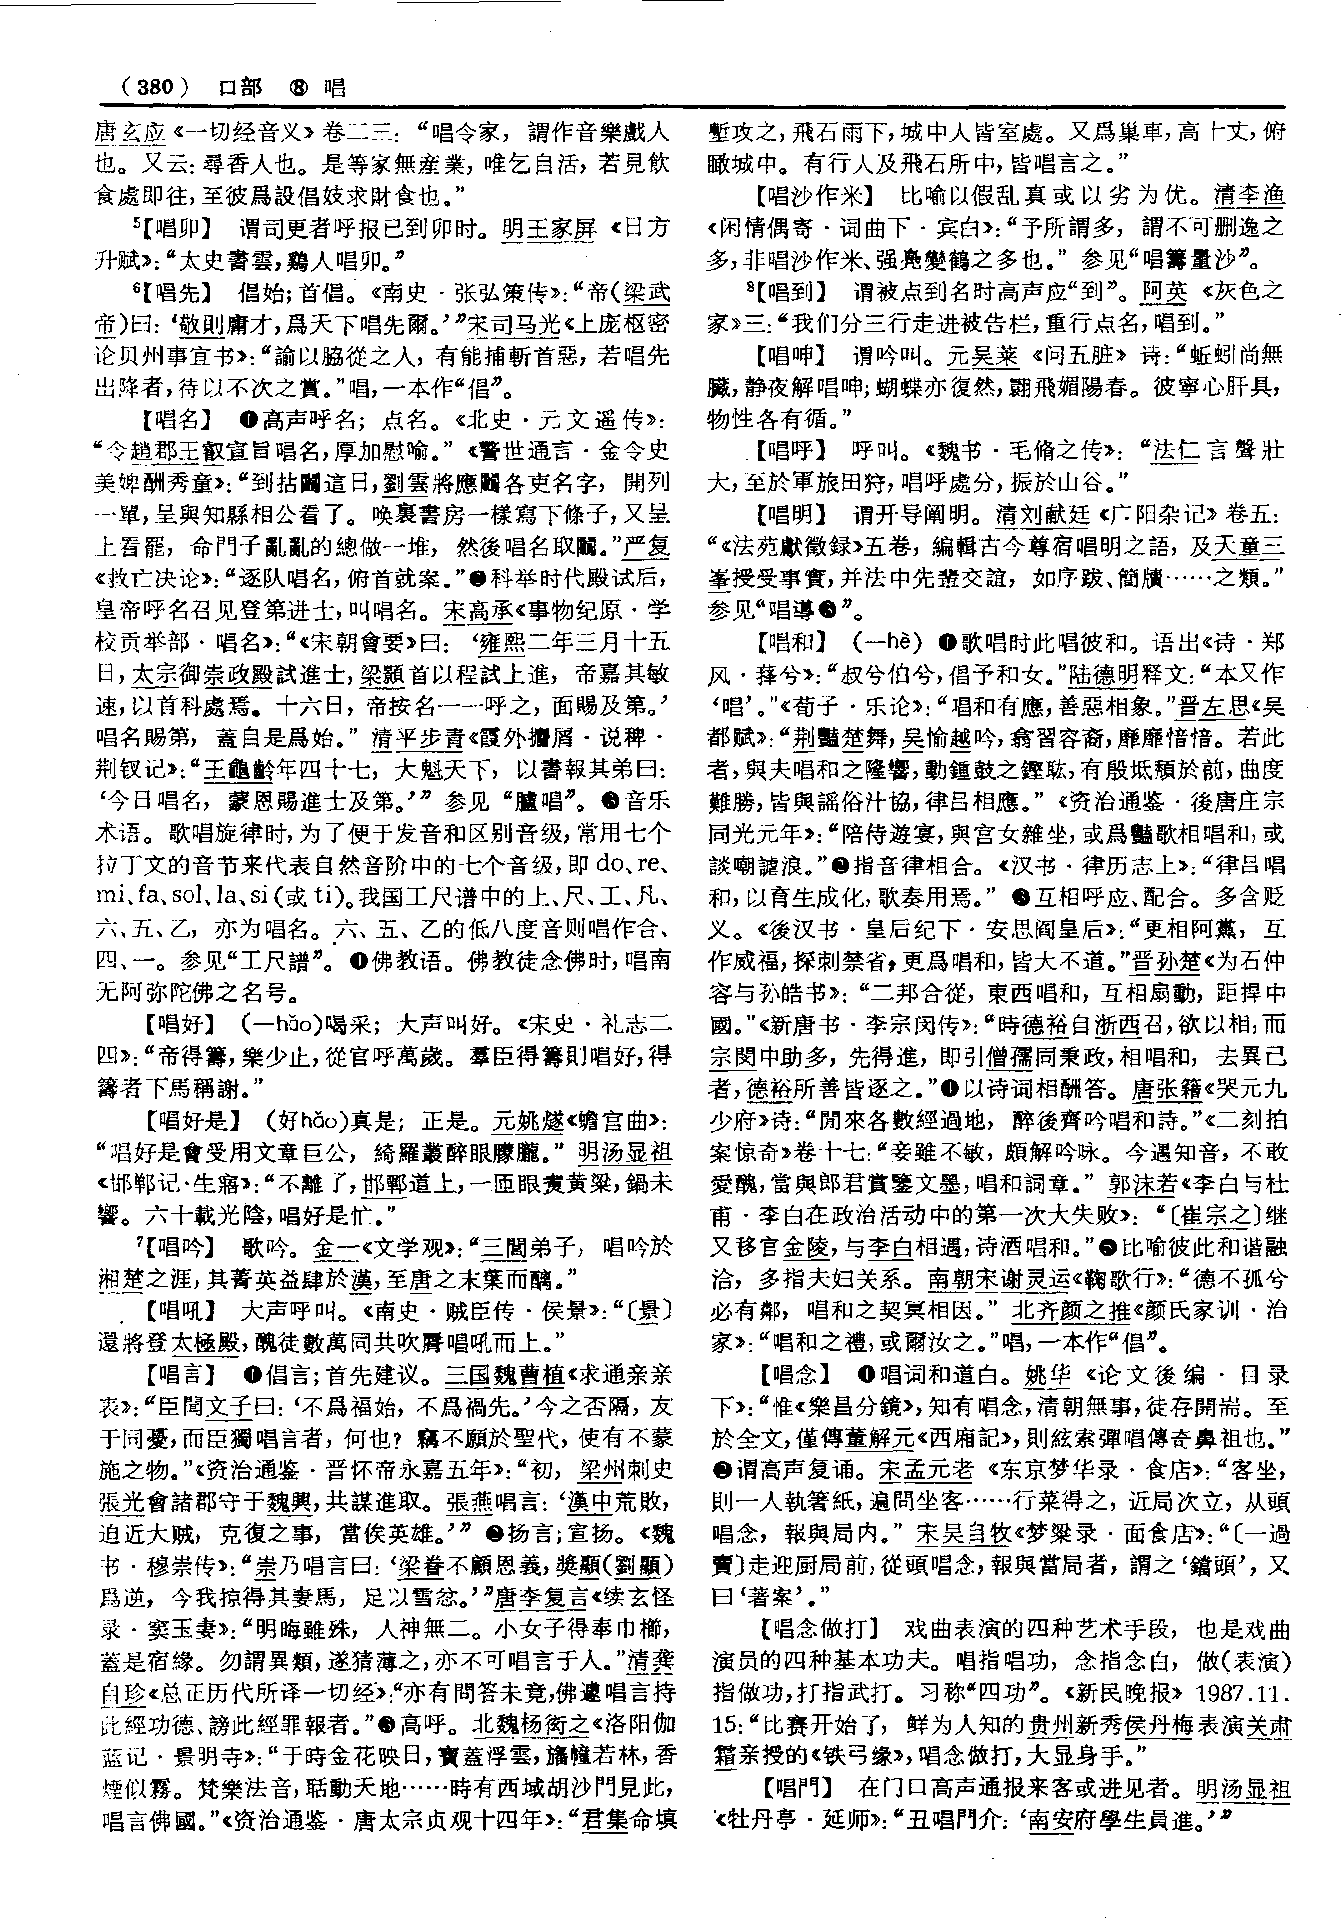 （380）　口部　⑧　唱
唐玄应《一切经音义》卷二三：“唱令家，謂作音樂戲人
也。又云：尋香人也。是等家無産業，唯乞自活，若見飲
食處即往，至彼爲設倡妓求財食也。”
⁵【唱卯】　谓司更者呼报已到卯时。明王家屏《日方
升赋》：“太史書雲，鷄人唱卯。”
⁶【唱先】　倡始；首倡。《南史·张弘策传》：“帝（梁武
帝）曰：‘敬則庸才，爲天下唱先爾。’”宋司马光《上庞枢密
论贝州事宜书》：“諭以脇從之人，有能捕斬首惡，若唱先
出降者，待以不次之賞。”唱，一本作“倡”。
【唱名】　❶高声呼名；点名。《北史·元文遥传》：
“令趙郡王叡宣旨唱名，厚加慰喻。”《警世通言·金令史
美婢酬秀童》：“到拈鬮這日，劉雲將應鬮各吏名字，開列
一單，呈與知縣相公看了。唤裏書房一樣寫下條子，又呈
上看罷，命門子亂亂的總做一堆，然後唱名取鬮。”严复
《救亡决论》：“逐队唱名，俯首就案。”❷科举时代殿试后，
皇帝呼名召见登第进士，叫唱名。宋高承《事物纪原·学
校贡举部·唱名》：“《宋朝會要》曰：‘雍熙二年三月十五
日，太宗御崇政殿試進士，梁顥首以程試上進，帝嘉其敏
速，以首科處焉。十六日，帝按名一一呼之，面賜及第。’
唱名賜第，蓋自是爲始。”清平步青《霞外攟屑·说稗·
荆钗记》：“王龜齡年四十七，大魁天下，以書報其弟曰：
‘今日唱名，蒙恩賜進士及第。’”参见“臚唱”。❸音乐
术语。歌唱旋律时，为了便于发音和区别音级，常用七个
拉丁文的音节来代表自然音阶中的七个音级，即do、re、
mi、fa、sol、la、si（或ti）。我国工尺谱中的上、尺、工、凡、
六、五、乙，亦为唱名。六、五、乙的低八度音则唱作合、
四、一。参见“工尺譜”。❹佛教语。佛教徒念佛时，唱南
无阿弥陀佛之名号。
【唱好】　（—hǎo）喝采；大声叫好。《宋史·礼志二
四》：“帝得籌，樂少止，從官呼萬歲。羣臣得籌則唱好，得
籌者下馬稱謝。”
【唱好是】　（好hǎo）真是；正是。元姚燧《蟾宫曲》：
“唱好是會受用文章巨公，綺羅叢醉眼朦朧。”明汤显祖
《邯郸记·生寤》：“不離了，邯鄲道上，一匝眼煑黄粱，鍋未
響。六十載光陰，唱好是忙。”
⁷【唱吟】　歌吟。金一《文学观》：“三閭弟子，唱吟於
湘楚之涯，其菁英益肆於漢，至唐之末葉而醨。”
【唱吼】　大声呼叫。《南史·贼臣传·侯景》：“〔景〕
還將登太極殿，醜徒數萬同共吹脣唱吼而上。”
【唱言】　❶倡言；首先建议。三国魏曹植《求通亲亲
表》：“臣聞文子曰：‘不爲福始，不爲禍先。’今之否隔，友
于同憂，而臣獨唱言者，何也？竊不願於聖代，使有不蒙
施之物。”《资治通鉴·晋怀帝永嘉五年》：“初，梁州刺史
張光會諸郡守于魏興，共謀進取。張燕唱言：‘漢中荒敗，
迫近大贼，克復之事，當俟英雄。’”❷扬言；宣扬。《魏
书·穆崇传》：“崇乃唱言曰：‘梁眷不顧恩義，奬顯（劉顯）
爲逆，今我掠得其妻馬，足以雪忿。’”唐李复言《续玄怪
录·窦玉妻》：“明晦雖殊，人神無二。小女子得奉巾櫛，
蓋是宿緣。勿謂異類，遂猜薄之，亦不可唱言于人。”清龚
自珍《总正历代所译一切经》：“亦有問答未竟，佛遽唱言持
此經功德、謗此經罪報者。”❸高呼。北魏杨衒之《洛阳伽
蓝记·景明寺》：“于時金花映日，寶蓋浮雲，旛幢若林，香
煙似霧。梵樂法音，聒動天地……時有西域胡沙門見此，
唱言佛國。”《资治通鉴·唐太宗贞观十四年》：“君集命填
塹攻之，飛石雨下，城中人皆室處。又爲巢車，高十丈，俯
瞰城中。有行人及飛石所中，皆唱言之。”
【唱沙作米】　比喻以假乱真或以劣为优。清李渔
《闲情偶寄·词曲下·宾白》：“予所謂多，謂不可删逸之
多，非唱沙作米、强鳧變鶴之多也。”参见“唱籌量沙”。
⁸【唱到】　谓被点到名时高声应“到”。阿英《灰色之
家》三：“我们分三行走进被告栏，重行点名，唱到。”
【唱呻】　谓吟叫。元吴莱《问五脏》诗：“蚯蚓尚無
臟，静夜解唱呻；蝴蝶亦復然，翾飛媚陽春。彼寧心肝具，
物性各有循。”
【唱呼】　呼叫。《魏书·毛脩之传》：“法仁言聲壯
大，至於軍旅田狩，唱呼處分，振於山谷。”
【唱明】　谓开导阐明。清刘献廷《广阳杂记》卷五：
“《法苑獻徵録》五卷，編輯古今尊宿唱明之語，及天童三
峯授受事實，并法中先輩交誼，如序跋、簡牘……之類。”
参见“唱導❸”。
【唱和】　（—hè）❶歌唱时此唱彼和。语出《诗·郑
风·萚兮》：“叔兮伯兮，倡予和女。”陆德明释文：“本又作
‘唱’。”《荀子·乐论》：“唱和有應，善惡相象。”晋左思《吴
都赋》：“荆豔楚舞，吴愉越吟，翕習容裔，靡靡愔愔。若此
者，與夫唱和之隆響，動鍾鼓之鏗耾，有殷坻頽於前，曲度
難勝，皆與謡俗汁協，律吕相應。”《资治通鉴·後唐庄宗
同光元年》：“陪侍遊宴，與宫女雜坐，或爲豔歌相唱和，或
談嘲謔浪。”❷指音律相合。《汉书·律历志上》：“律吕唱
和，以育生成化，歌奏用焉。”❸互相呼应、配合。多含贬
义。《後汉书·皇后纪下·安思阎皇后》：“更相阿黨，互
作威福，探刺禁省，更爲唱和，皆大不道。”晋孙楚《为石仲
容与孙皓书》：“二邦合從，東西唱和，互相扇動，距捍中
國。”《新唐书·李宗闵传》：“時德裕自浙西召，欲以相；而
宗閔中助多，先得進，即引僧孺同秉政，相唱和，去異己
者，德裕所善皆逐之。”❹以诗词相酬答。唐张籍《哭元九
少府》诗：“閒來各數經過地，醉後齊吟唱和詩。”《二刻拍
案惊奇》卷十七：“妾雖不敏，頗解吟咏。今遇知音，不敢
愛醜，當與郎君賞鑒文墨，唱和詞章。”郭沫若《李白与杜
甫·李白在政治活动中的第一次大失败》：“〔崔宗之〕继
又移官金陵，与李白相遇，诗酒唱和。”❺比喻彼此和谐融
洽，多指夫妇关系。南朝宋谢灵运《鞠歌行》：“德不孤兮
必有鄰，唱和之契冥相因。”北齐颜之推《颜氏家训·治
家》：“唱和之禮，或爾汝之。”唱，一本作“倡”。
【唱念】　❶唱词和道白。姚华《论文後编·目录
下》：“惟《樂昌分鏡》，知有唱念，清朝無事，徒存開耑。至
於全文，僅傳董解元《西廂記》，則絃索彈唱傳奇鼻祖也。”
❷谓高声复诵。宋孟元老《东京梦华录·食店》：“客坐，
則一人執箸紙，遍問坐客……行菜得之，近局次立，从頭
唱念，報與局内。”宋吴自牧《梦粱录·面食店》：“〔一過
賣〕走迎厨局前，從頭唱念，報與當局者，謂之‘鐺頭’，又
曰‘著案’。”
【唱念做打】　戏曲表演的四种艺术手段，也是戏曲
演员的四种基本功夫。唱指唱功，念指念白，做（表演）
指做功，打指武打。习称“四功”。《新民晚报》1987.11.
15：“比赛开始了，鲜为人知的贵州新秀侯丹梅表演关肃
霜亲授的《铁弓缘》，唱念做打，大显身手。”
【唱門】　在门口高声通报来客或进见者。明汤显祖
《牡丹亭·延师》：“丑唱門介：‘南安府學生員進。’”